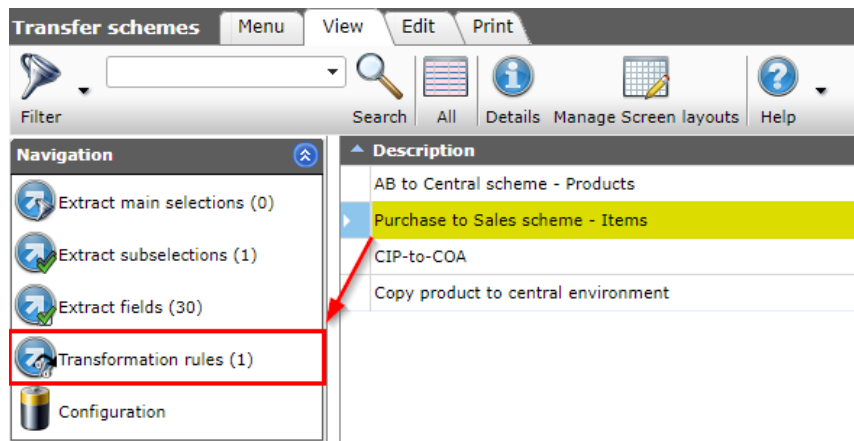 Transfer schemes Menu View Edit Print
Filter Search All Details Manage Screen layouts Help
Navigation
Extract main selections (0)
Extract subselections (1)
Extract fields (30)
Transformation rules (1)
Configuration
Description
AB to Central scheme - Products
Purchase to Sales scheme - Items
CIP-to-COA
Copy product to central environment